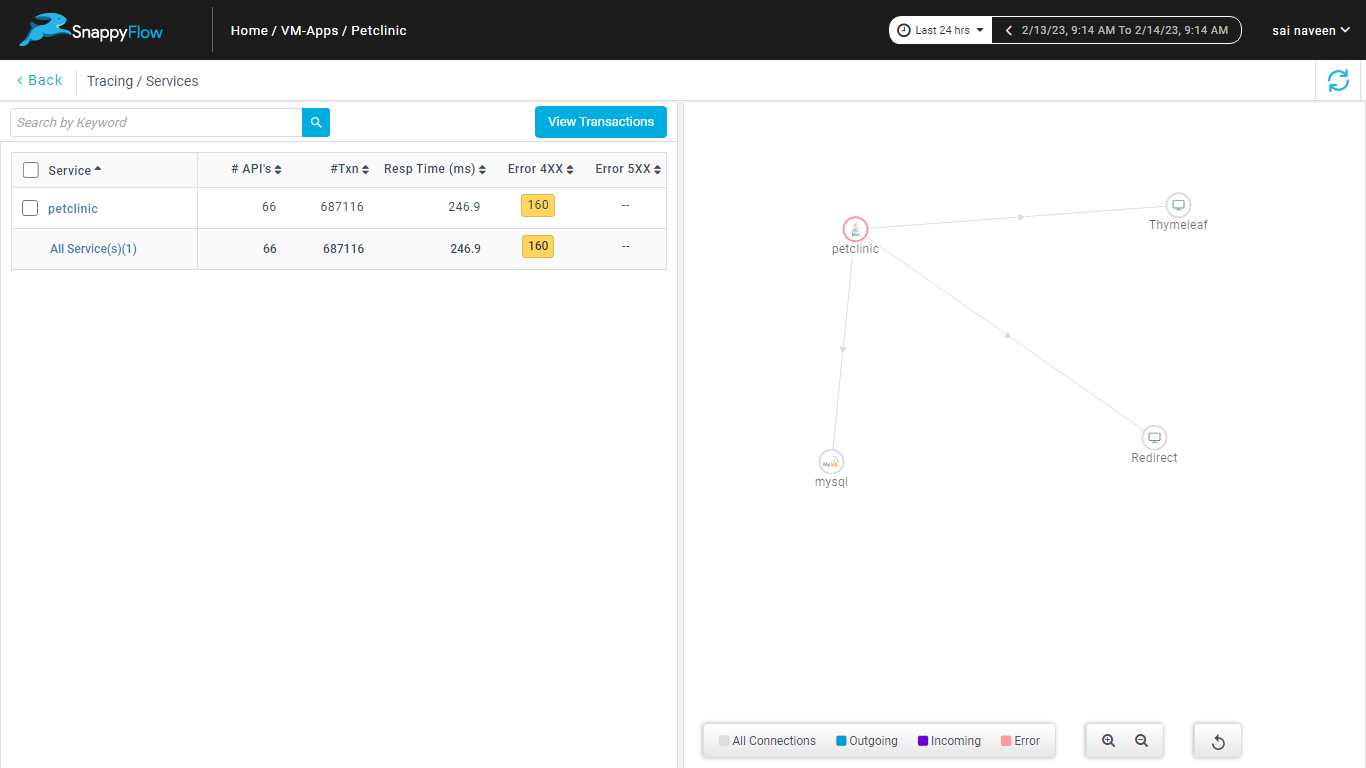 SnappyFlow
Home / VM-Apps / Petclinic
Last 24 hrs
2/13/23, 9:14 AM To 2/14/23, 9:14 AM
sai naveen
Back
Tracing / Services
Search by Keyword
View Transactions
Service # API's #Txn Resp Time (ms) Error 4XX Error 5XX
petclinic 66 687116 246.9 160 --
All Service(s)(1) 66 687116 246.9 160 --
Thymeleaf
petclinic
Redirect
MySQL
mysql
All Connections Outgoing Incoming Error